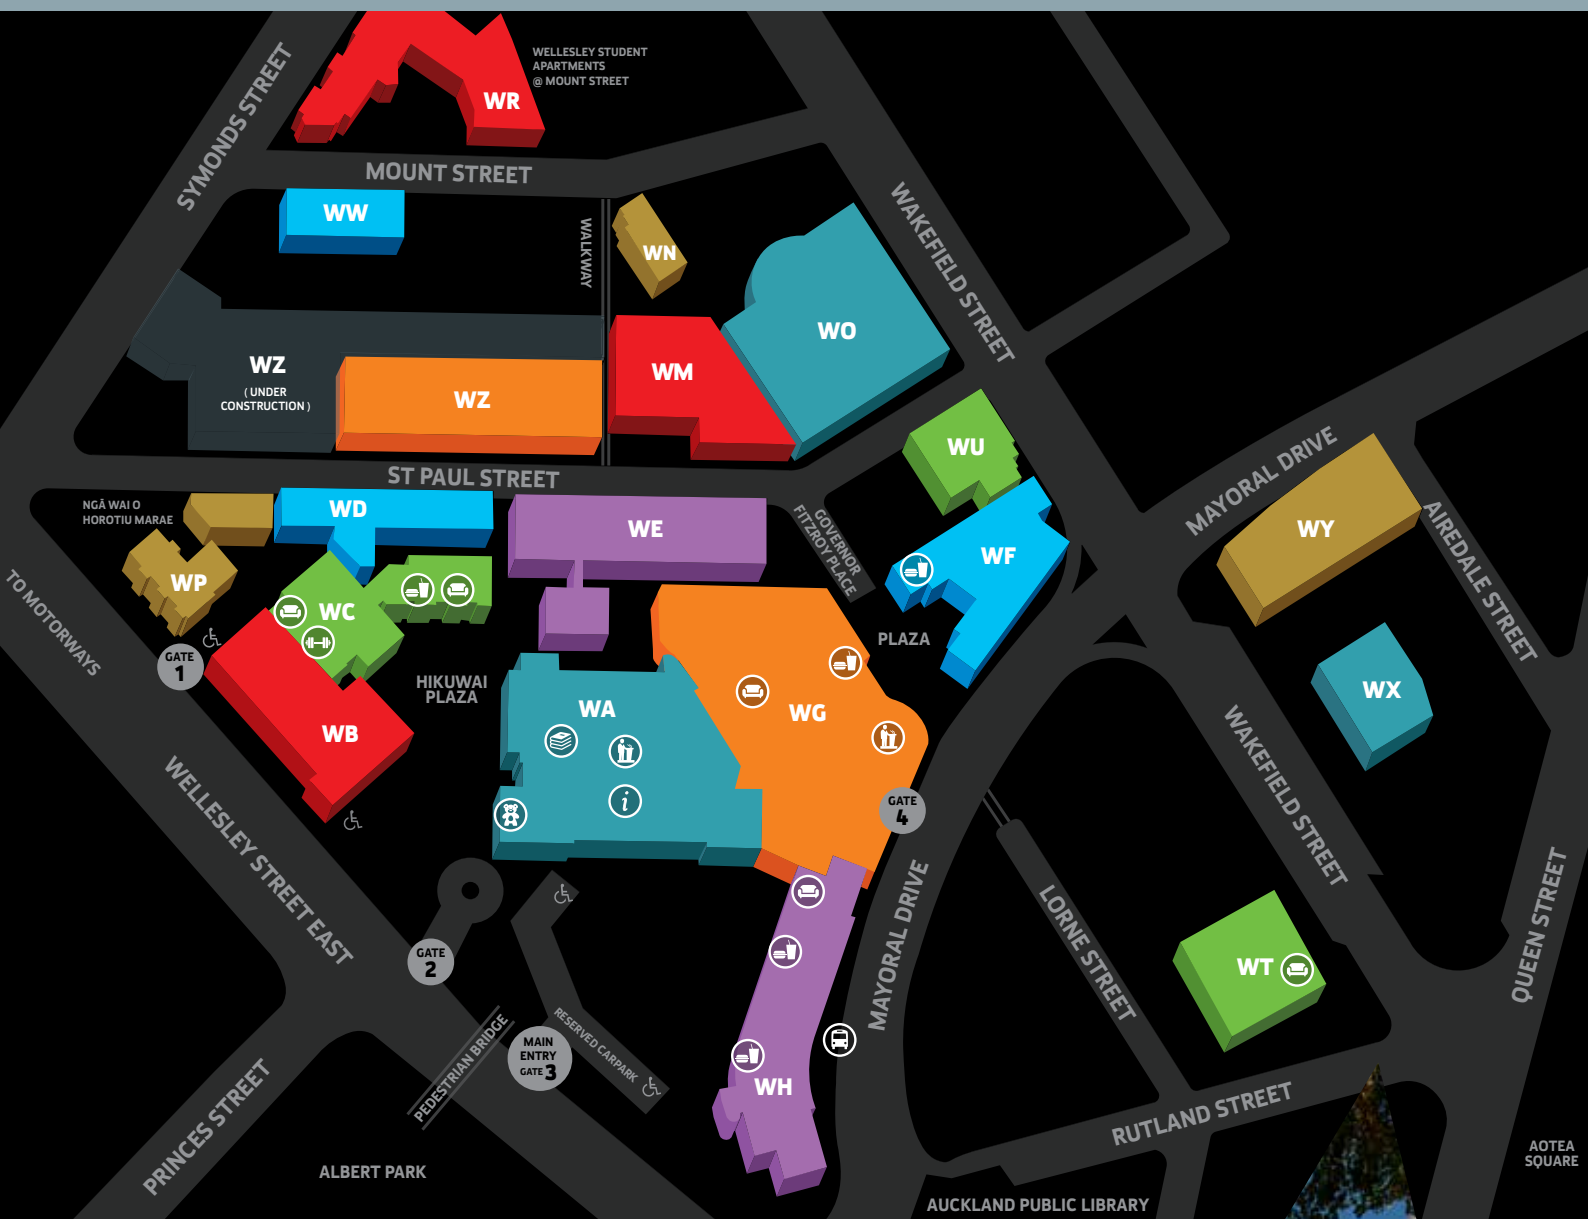 WELLESLEY STUDENT
APARTMENTS
@ MOUNT STREET
WR
SYMONDS STREET
MOUNT STREET
WW
WALKWAY
WN
WAKEFIELD STREET
WO
WZ
( UNDER
CONSTRUCTION )
WZ
WM
ST PAUL STREET
WU
MAYORAL DRIVE
NGĀ WAI O
HOROTIU MARAE
WD
WE
GOVERNOR
FITZROY PLACE
WF
WY
AIREDALE STREET
WP
WC
TO MOTORWAYS
GATE
1
PLAZA
HIKUWAI
PLAZA
WB
WA
WG
WX
i
GATE
4
WAKEFIELD STREET
WELLESLEY STREET EAST
GATE
2
MAYORAL DRIVE
LORNE STREET
WT
QUEEN STREET
PEDESTRIAN BRIDGE
MAIN
ENTRY
GATE 3
RESERVED CARPARK
WH
PRINCES STREET
RUTLAND STREET
ALBERT PARK
AUCKLAND PUBLIC LIBRARY
AOTEA
SQUARE